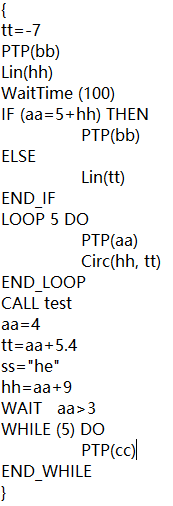 {
tt=-7
PTP(bb)
Lin(hh)
WaitTime (100)
IF (aa=5+hh) THEN
PTP(bb)
ELSE
Lin(tt)
END_IF
LOOP 5 DO
PTP(aa)
Circ(hh, tt)
END_LOOP
CALL test
aa=4
tt=aa+5.4
ss="he"
hh=aa+9
WAIT aa>3
WHILE (5) DO
PTP(cc)
END_WHILE
}